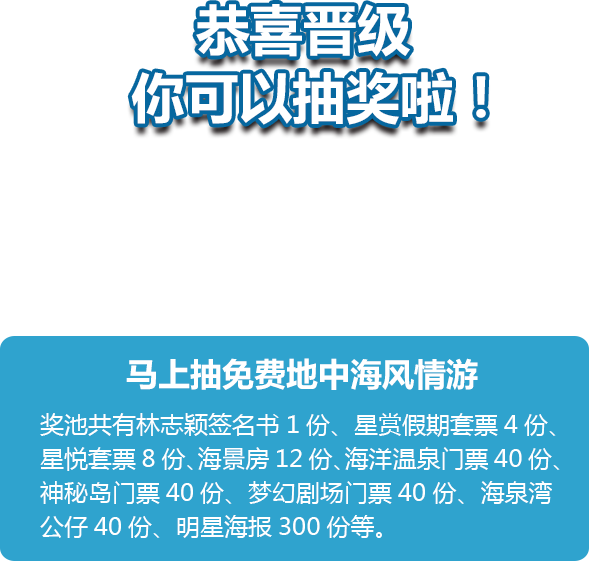 恭喜晋级
你可以抽奖啦！
马上抽免费地中海风情游
奖池共有林志颖签名书 1 份、星赏假期套票 4 份、
星悦套票 8 份、海景房 12 份、海洋温泉门票 40 份、
神秘岛门票 40 份、梦幻剧场门票 40 份、海泉湾
公仔 40 份、明星海报 300 份等。